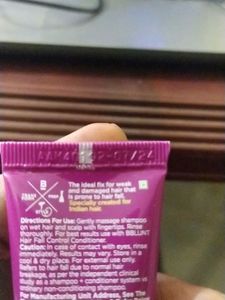 07/24
The ideal fix for weak
and damaged hair that
is prone to hair fall.
Specially created for
Indian hair.
Directions For Use: Gently massage shampoo
on wet hair and scalp with fingertips. Rinse
thoroughly. For best results use with BBLUNT
Hair Fall Control Conditioner.
Caution: In case of contact with eyes, rinse
immediately. Results may vary. Store in a
cool & dry place. For external use only.
Refers to hair fall due to normal hair
breakage, as per the independent clinical
study of a shampoo + conditioner system vs
ordinary non-conditioning shampoo.
For Manufacturing Unit Address, See The